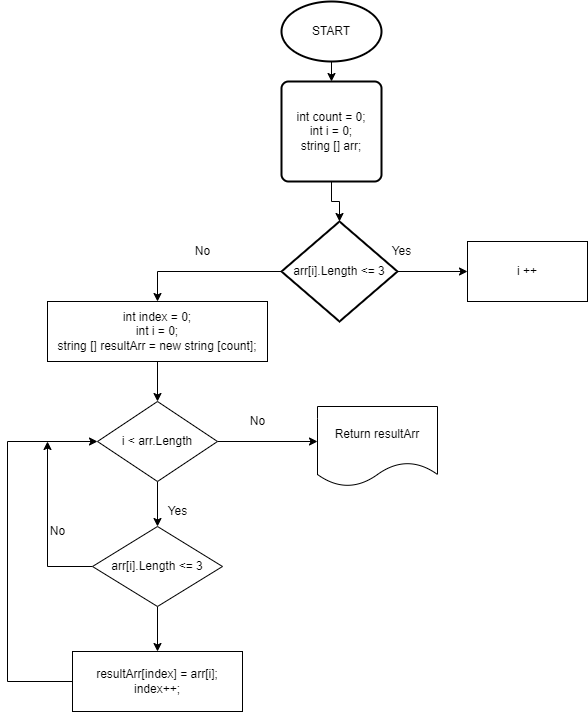 START
int count = 0;
int i = 0;
string [] arr;
No
Yes
arr[i].Length <= 3
i ++
int index = 0;
int i = 0;
string [] resultArr = new string [count];
i < arr.Length
No
Return resultArr
Yes
No
arr[i].Length <= 3
resultArr[index] = arr[i];
index++;